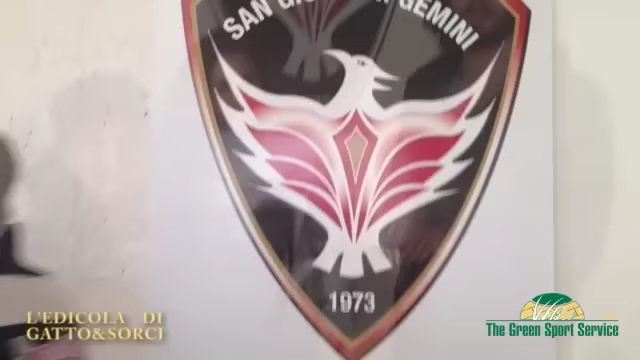 SAN GEMINI
1973
L'EDICOLA DI
GATTO&SORCI
The Green Sport Service